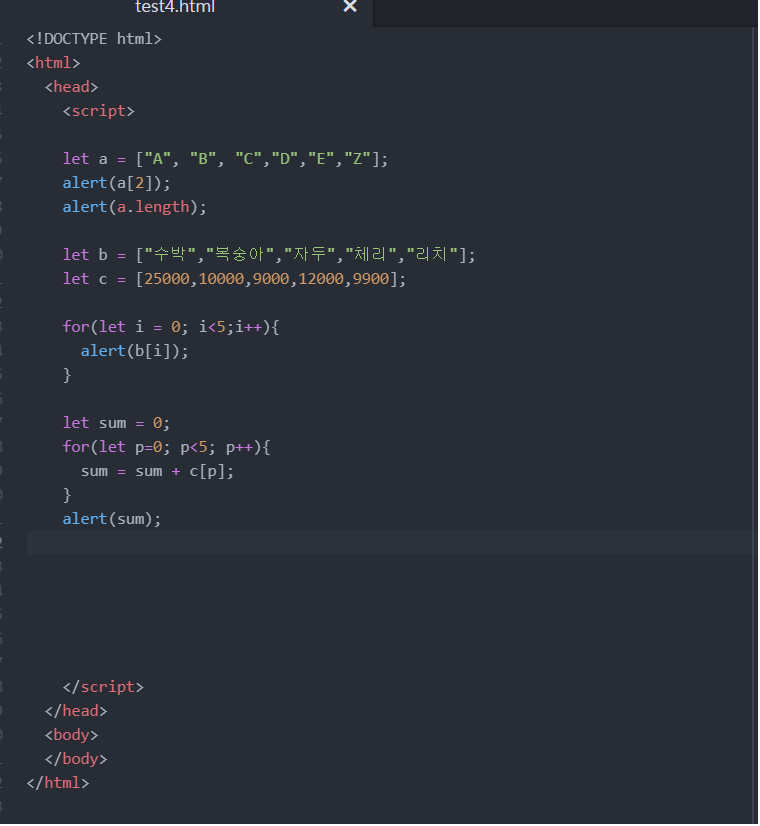 test4.html
<!DOCTYPE html>
<html>
<head>
<script>
let a = ["A", "B", "C","D","E","Z"];
alert(a[2]);
alert(a.length);
let b = ["수박","복숭아","자두","체리","리치"];
let c = [25000,10000,9000,12000,9900];
for(let i = 0; i<5;i++){
alert(b[i]);
}
let sum = 0;
for(let p=0; p<5; p++){
sum = sum + c[p];
}
alert(sum);
</script>
</head>
<body>
</body>
</html>